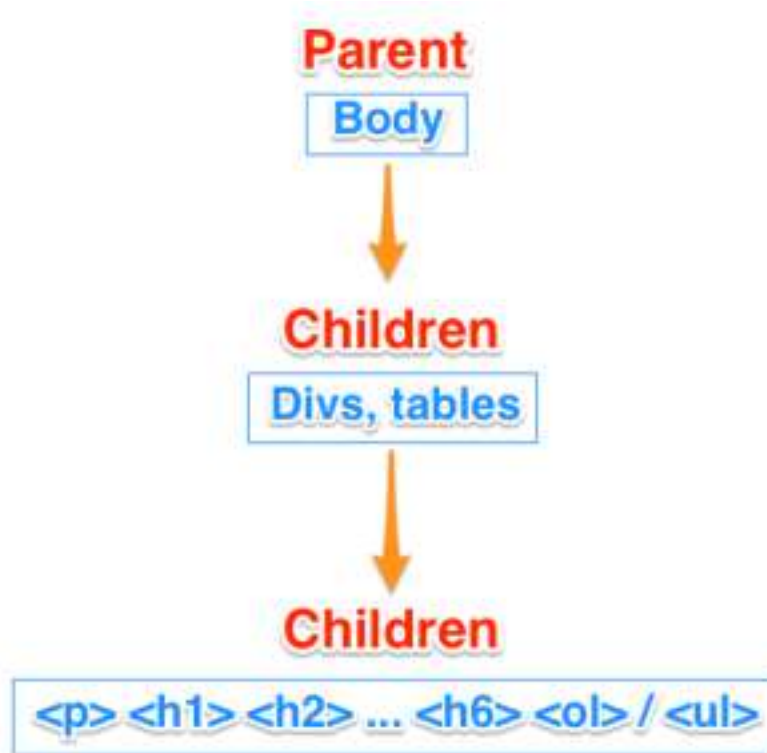 Parent
Body
Children
Divs, tables
Children
<p> <h1> <h2> ... <h6> <ol> / <ul>